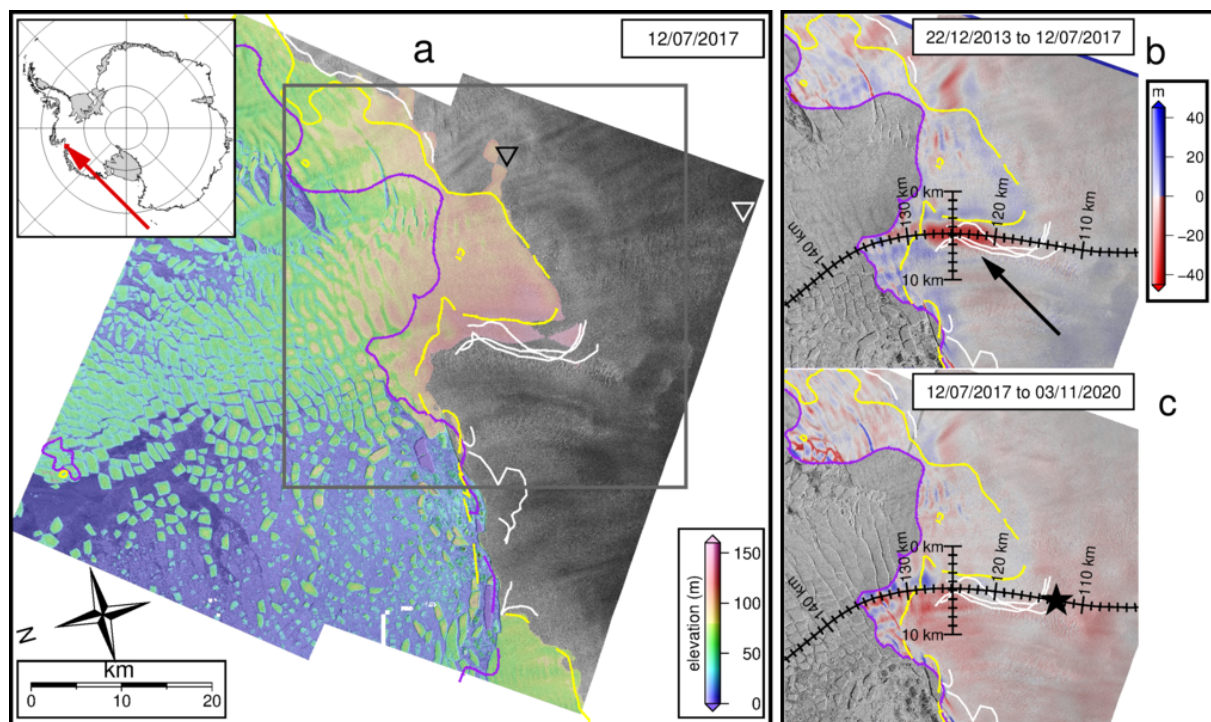 a
12/07/2017
N
km
0 10 20
elevation (m)
150
100
50
0
22/12/2013 to 12/07/2017
b
m
40
20
0
−20
−40
0 km
10 km
140 km
130 km
120 km
110 km
12/07/2017 to 03/11/2020
c
0 km
10 km
140 km
130 km
120 km
110 km